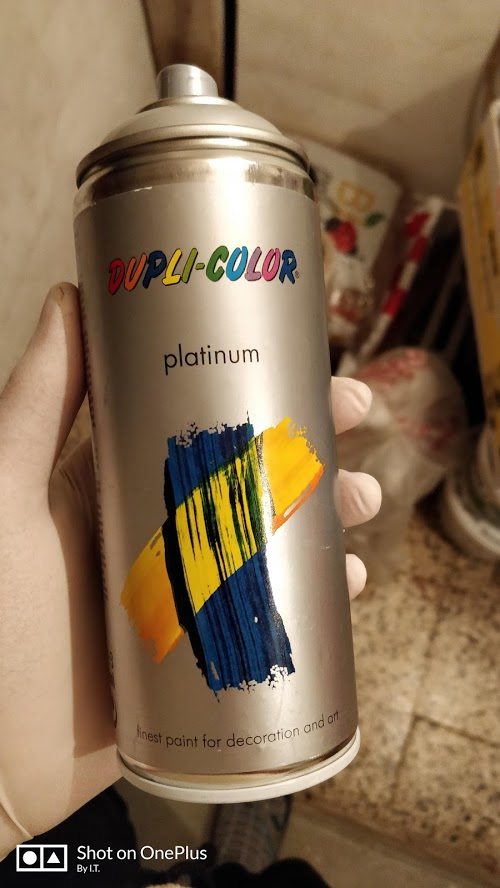 DUPLI-COLOR®
platinum
finest paint for decoration and art
Shot on OnePlus
By I.T.